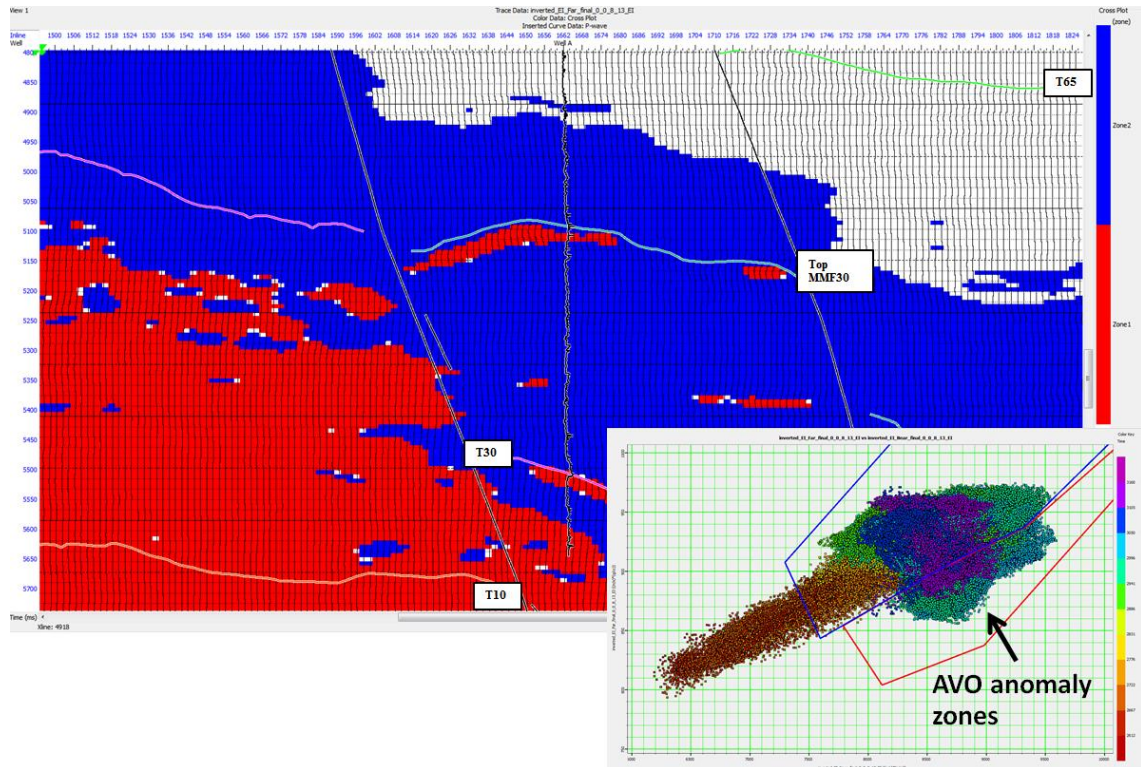 View 1
Trace Data: inverted_EI_Far_final_0_0_8_13_EI
Color Data: Cross Plot
Inserted Curve Data: P-wave
Cross Plot
(zone)
Inline 1500 1506 1512 1518 1524 1530 1536 1542 1548 1554 1560 1566 1572 1578 1584 1590 1596 1602 1608 1614 1620 1626 1632 1638 1644 1650 1656 1662 1668 1674 1680 1686 1692 1698 1704 1710 1716 1722 1728 1734 1740 1746 1752 1758 1764 1770 1776 1782 1788 1794 1800 1806 1812 1818 1824
Well
Well A
4800
4850
4900
4950
5000
5050
5100
5150
5200
5250
5300
5350
5400
5450
5500
5550
5600
5650
5700
Time (ms)
Xline: 4918
T65
Top
MMF30
T30
T10
Zone2
Zone1
inverted_EI_Far_final_0_0_8_13_EI vs inverted_EI_Near_final_0_0_8_13_EI
AVO anomaly
zones